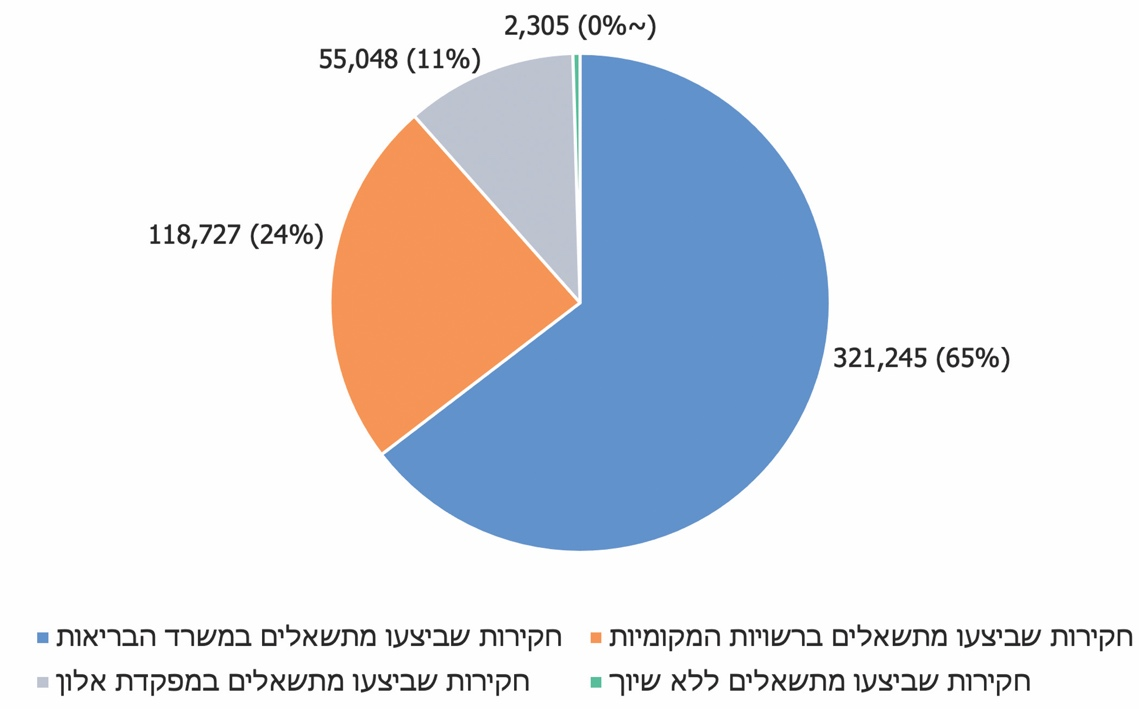 2,305 (0%~)
55,048 (11%)
118,727 (24%)
321,245 (65%)
חקירות שביצעו מתשאלים במשרד הבריאות
חקירות שביצעו מתשאלים ברשויות המקומיות
חקירות שביצעו מתשאלים במפקדת אלון
חקירות שביצעו מתשאלים ללא שיוך